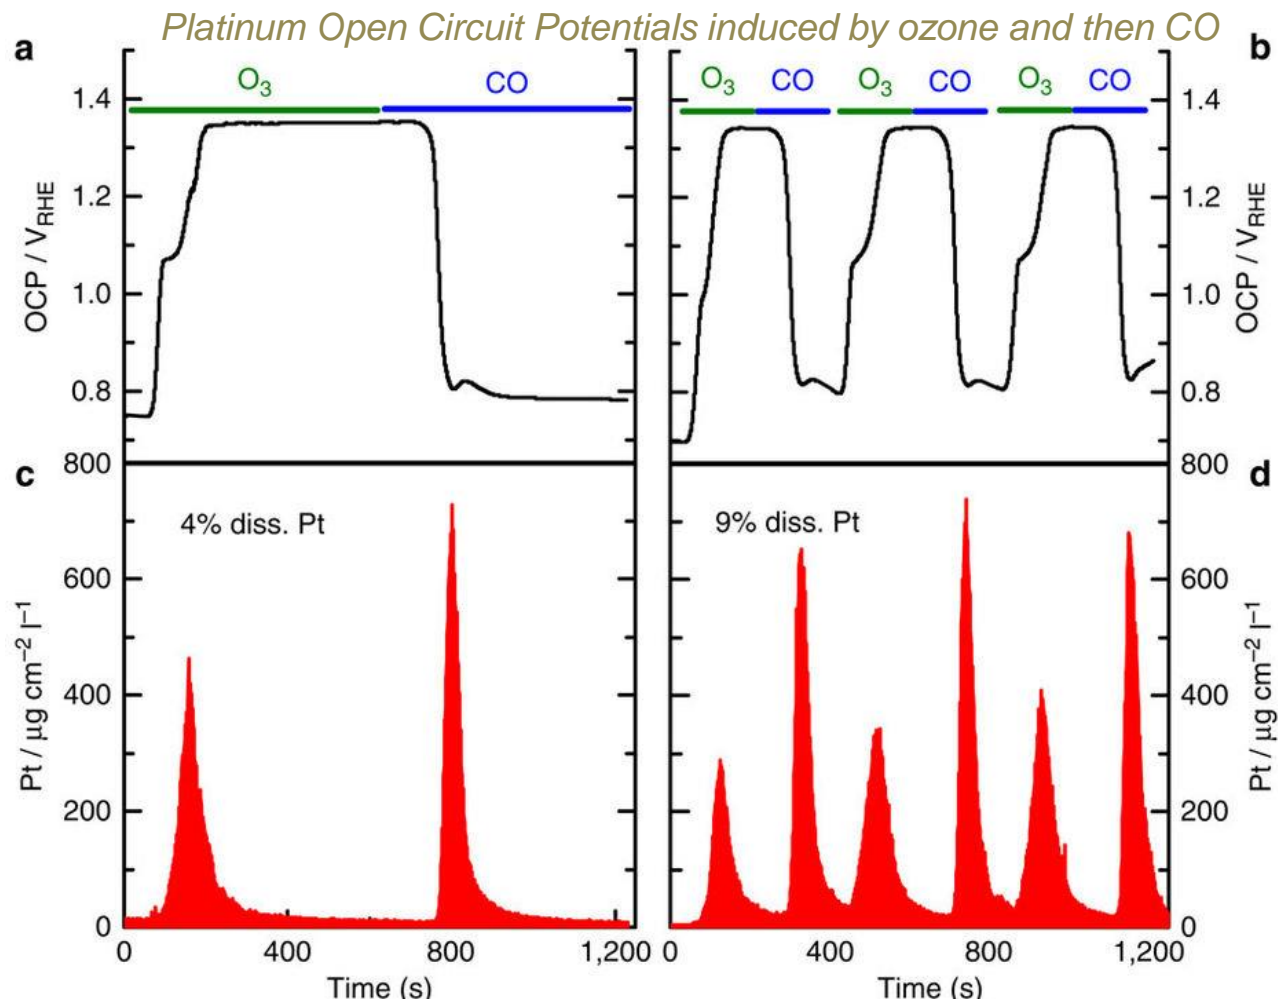 Platinum Open Circuit Potentials induced by ozone and then CO
a
b
O₃
CO
O₃
CO
O₃
CO
O₃
CO
1.4
1.2
1.0
0.8
OCP / V_RHE
1.4
1.2
1.0
0.8
OCP / V_RHE
c
d
4% diss. Pt
9% diss. Pt
800
600
400
200
0
Pt / µg cm⁻² l⁻¹
800
600
400
200
0
Pt / µg cm⁻² l⁻¹
0 400 800 1,200
Time (s)
0 400 800 1,200
Time (s)